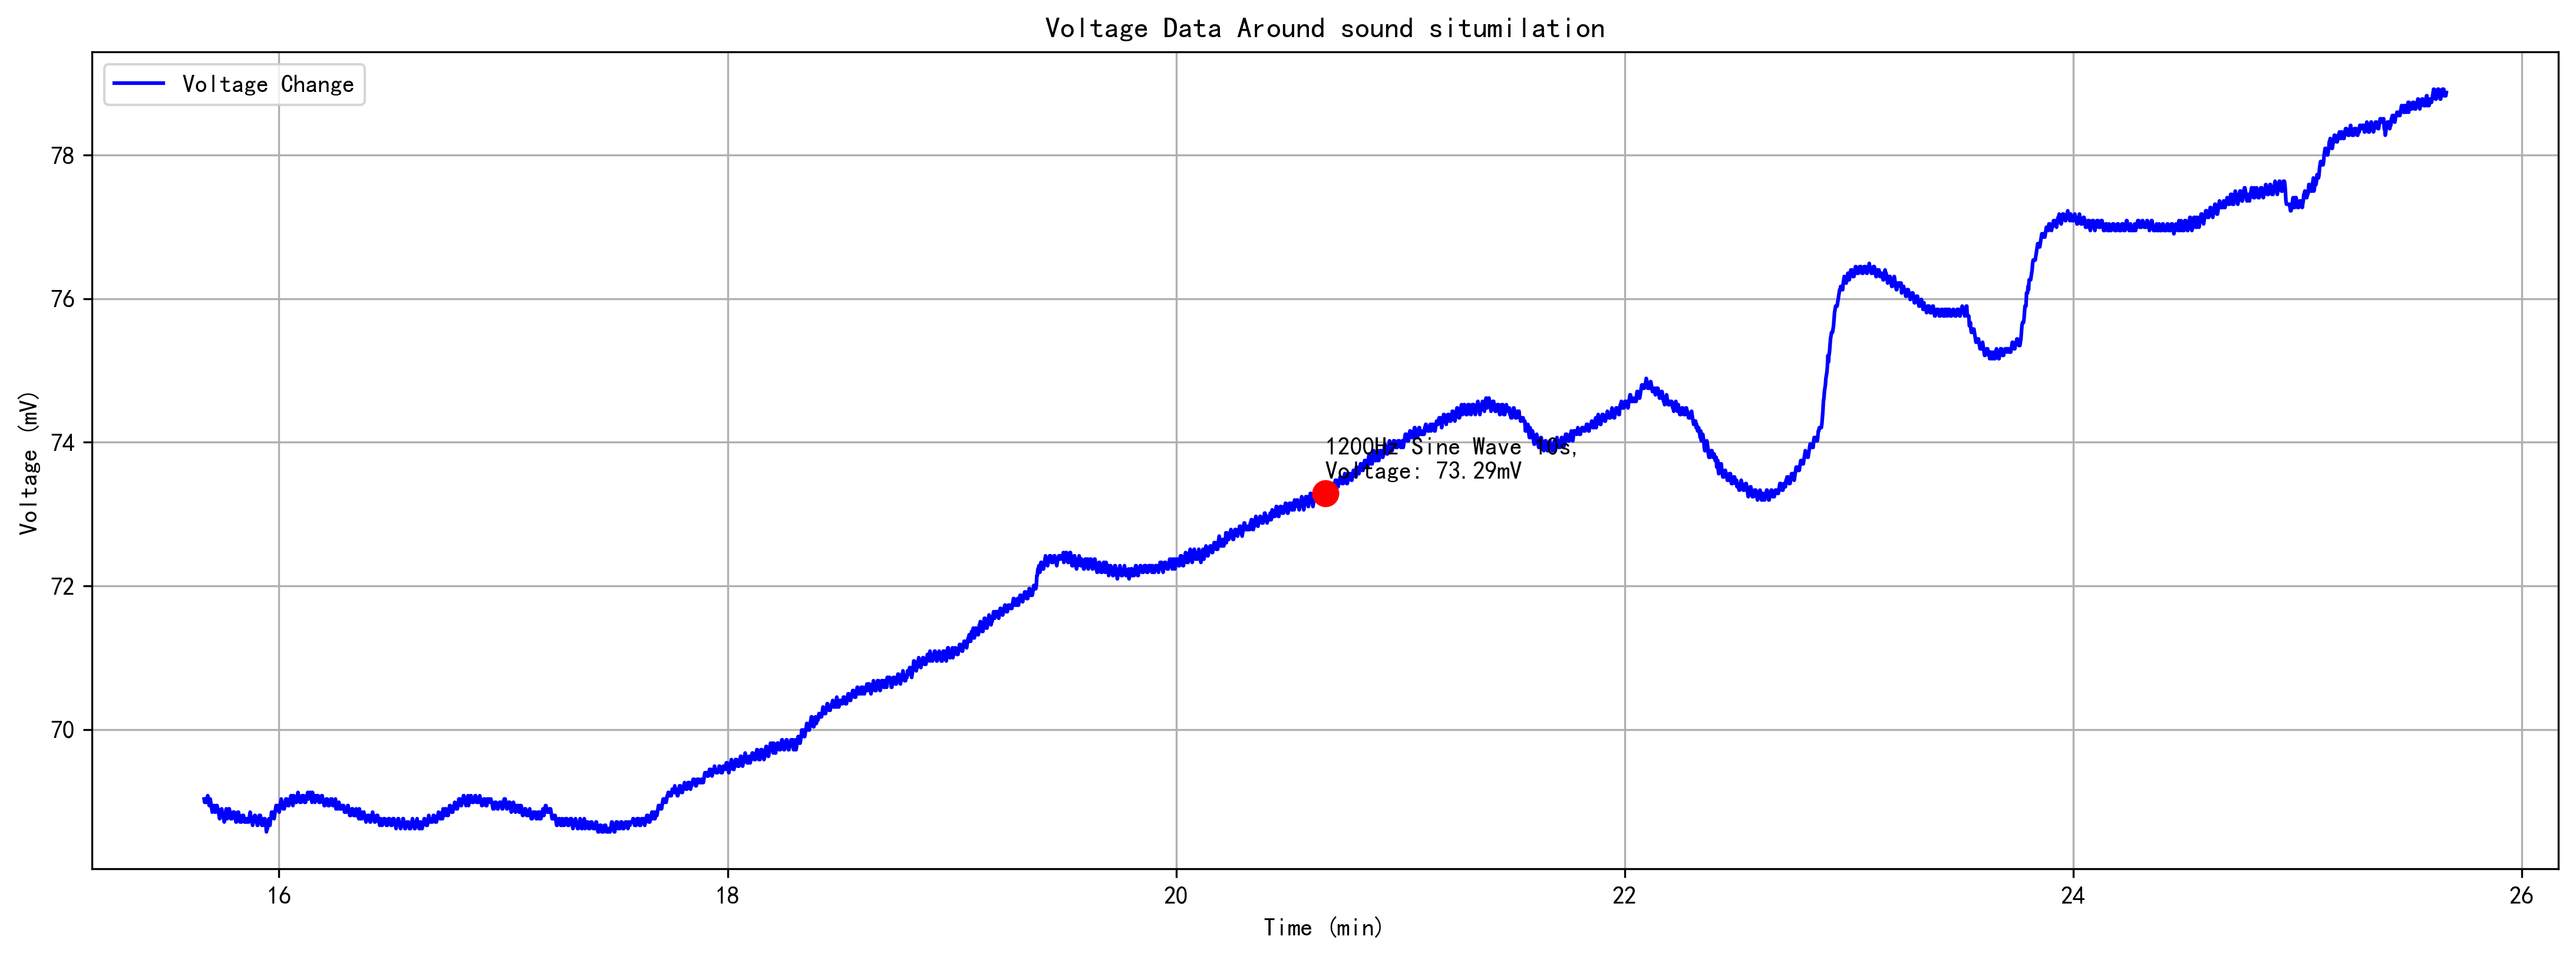 Voltage Data Around sound situmilation
Voltage Change
78
76
74
72
70
Voltage (mV)
1200Hz Sine Wave 10s,
Voltage: 73.29mV
16
18
20
22
24
26
Time (min)